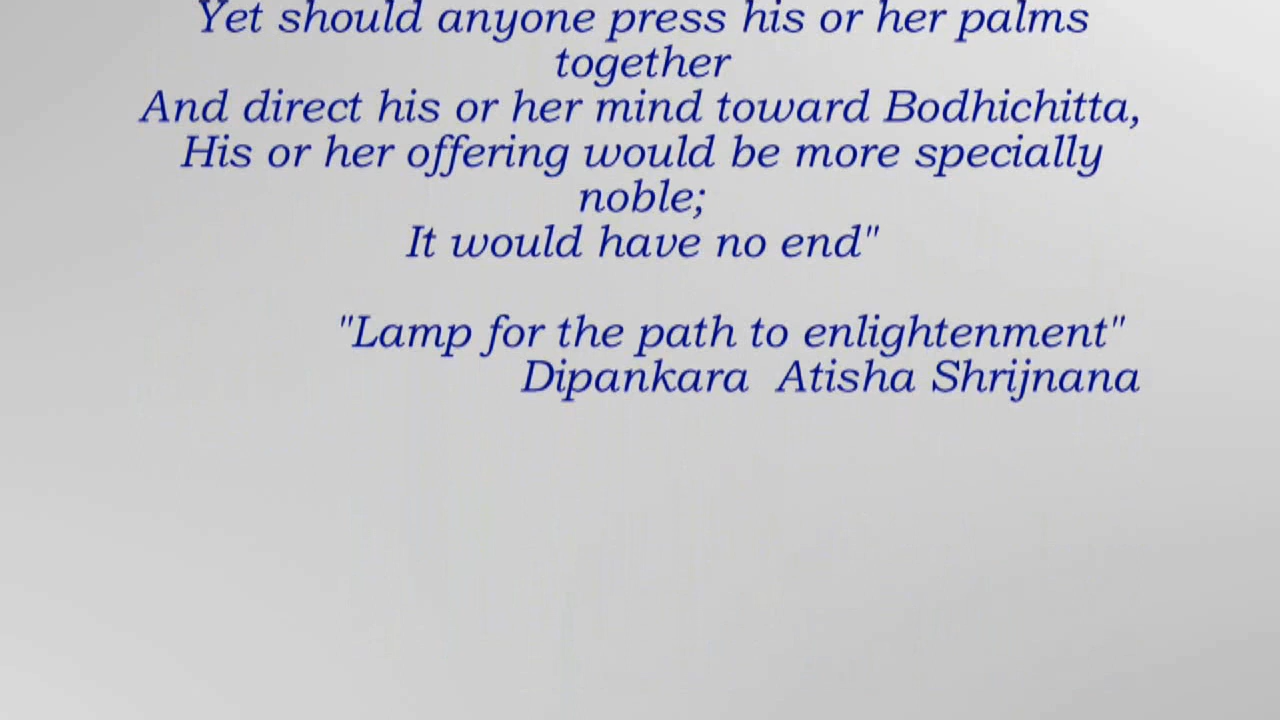 Yet should anyone press his or her palms
together
And direct his or her mind toward Bodhichitta,
His or her offering would be more specially
noble;
It would have no end"
"Lamp for the path to enlightenment"
Dipankara Atisha Shrijnana